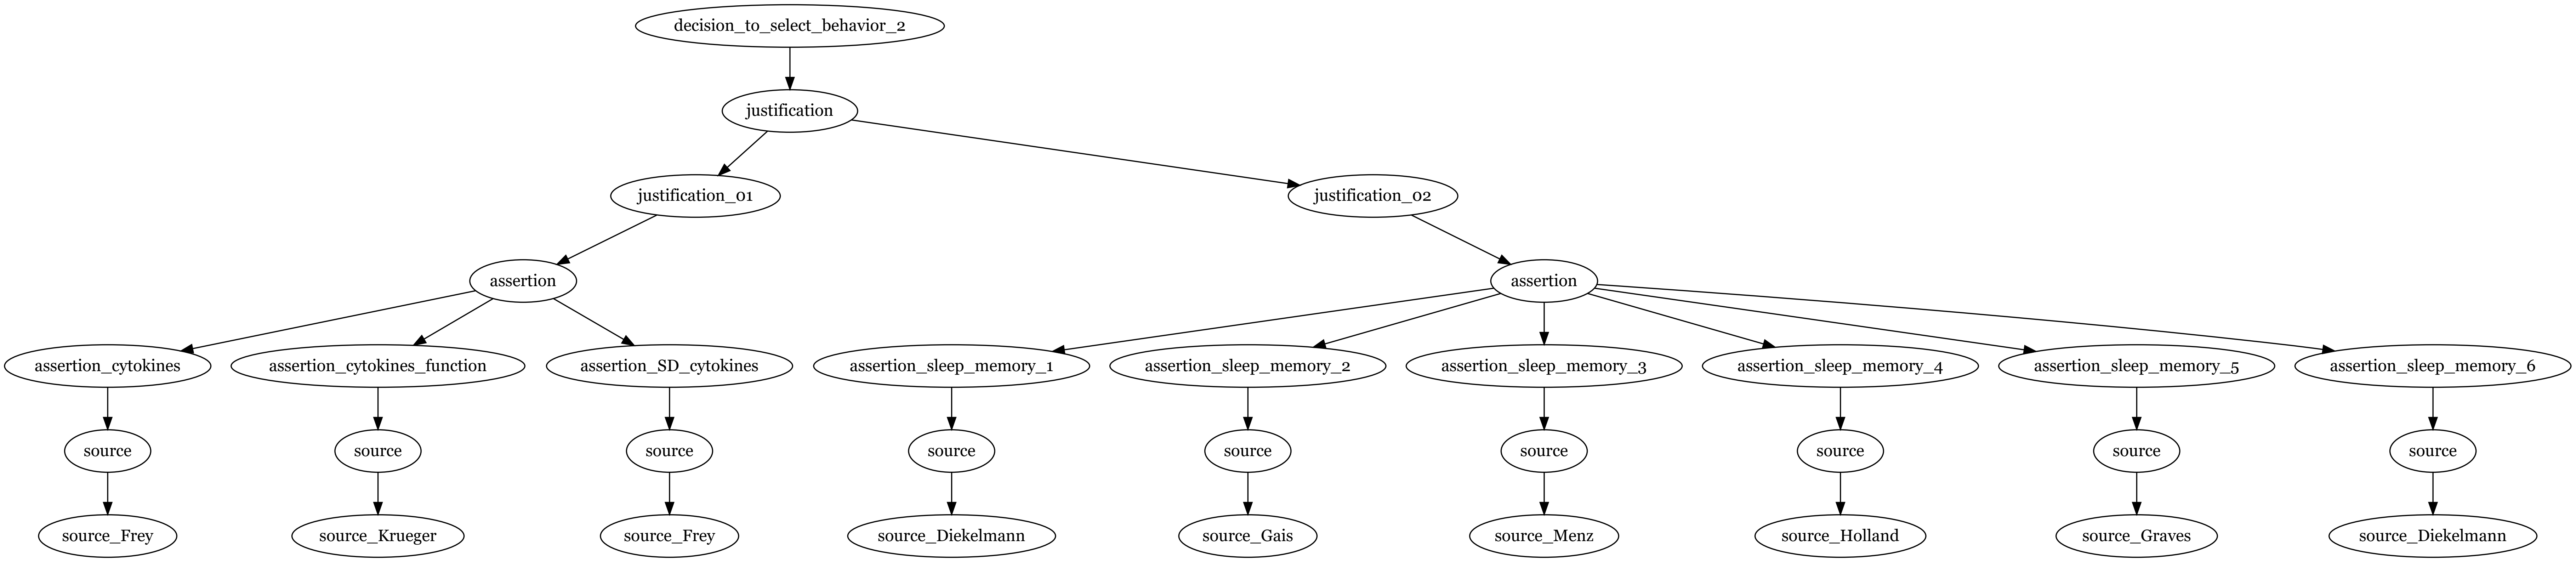 decision_to_select_behavior_2
justification
justification_01
justification_02
assertion
assertion
assertion_cytokines
assertion_cytokines_function
assertion_SD_cytokines
assertion_sleep_memory_1
assertion_sleep_memory_2
assertion_sleep_memory_3
assertion_sleep_memory_4
assertion_sleep_memory_5
assertion_sleep_memory_6
source
source
source
source
source
source
source
source
source
source_Frey
source_Krueger
source_Frey
source_Diekelmann
source_Gais
source_Menz
source_Holland
source_Graves
source_Diekelmann